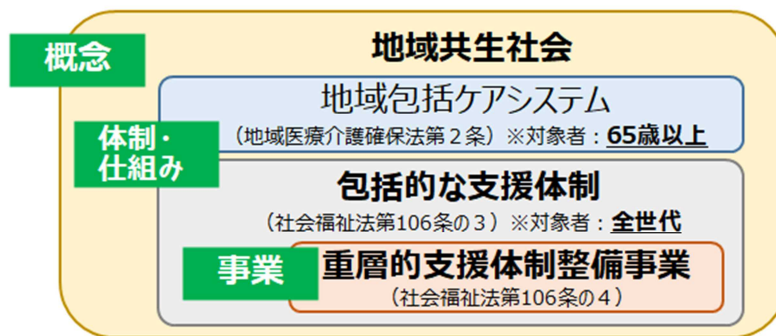 概念
地域共生社会
地域包括ケアシステム
（地域医療介護確保法第２条）※対象者：65歳以上
体制・
仕組み
包括的な支援体制
（社会福祉法第106条の３）※対象者：全世代
事業
重層的支援体制整備事業
（社会福祉法第106条の４）